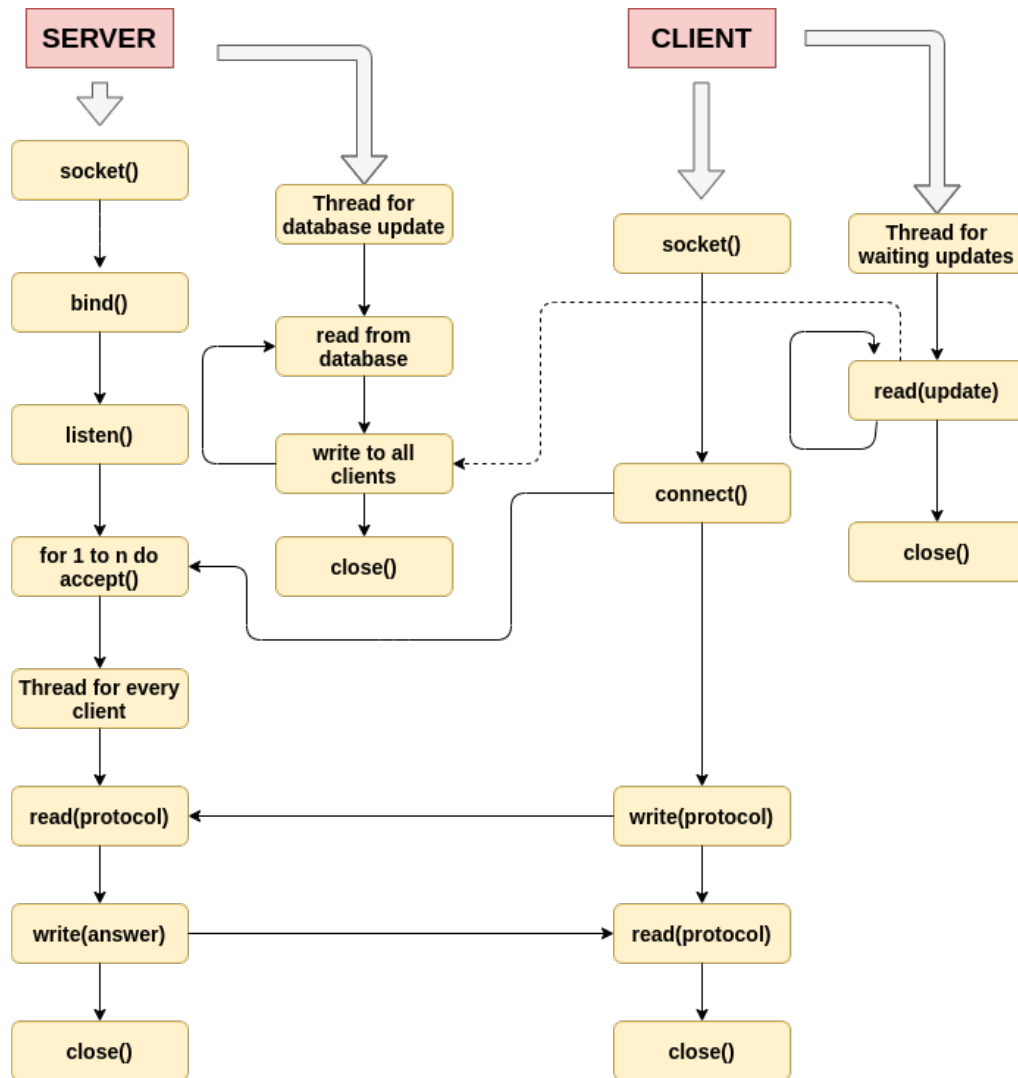 SERVER
socket()
bind()
listen()
for 1 to n do
accept()
Thread for every
client
read(protocol)
write(answer)
close()
Thread for
database update
read from
database
write to all
clients
close()
CLIENT
socket()
connect()
write(protocol)
read(protocol)
close()
Thread for
waiting updates
read(update)
close()